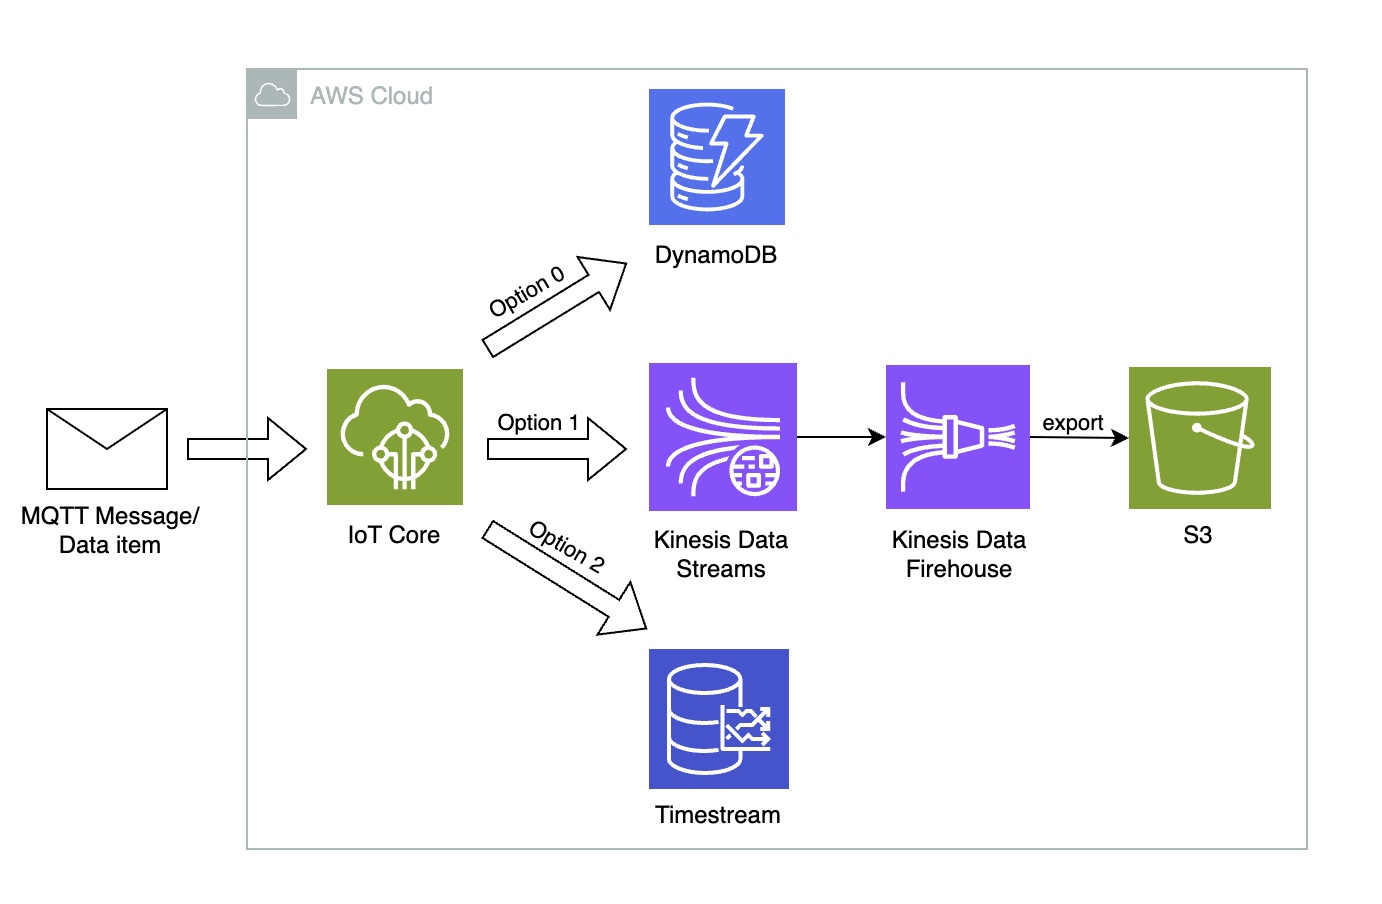 AWS Cloud
DynamoDB
Option 0
Option 1
export
MQTT Message/
Data item
IoT Core
Option 2
Kinesis Data
Streams
Kinesis Data
Firehouse
S3
Timestream